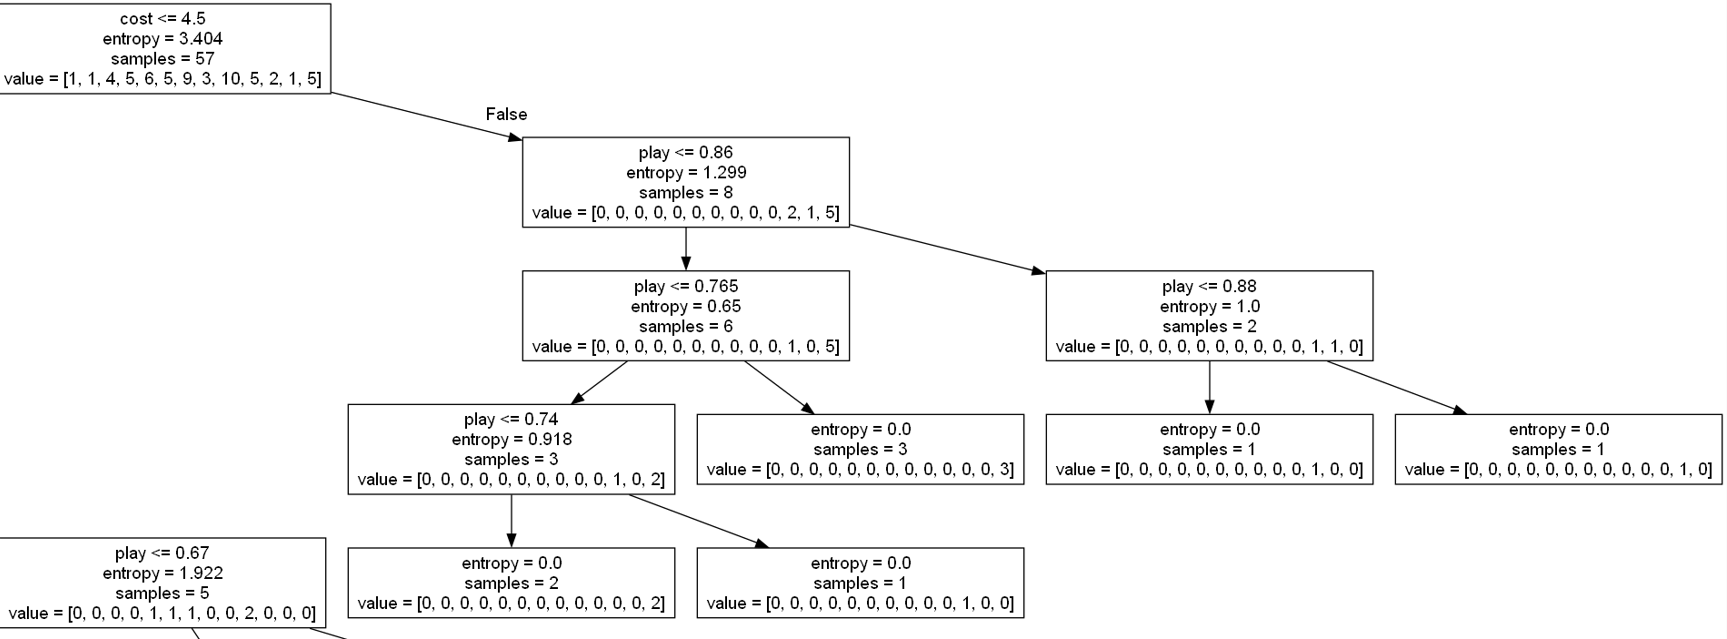 cost <= 4.5
entropy = 3.404
samples = 57
value = [1, 1, 4, 5, 6, 5, 9, 3, 10, 5, 2, 1, 5]
False
play <= 0.86
entropy = 1.299
samples = 8
value = [0, 0, 0, 0, 0, 0, 0, 0, 0, 0, 2, 1, 5]
play <= 0.765
entropy = 0.65
samples = 6
value = [0, 0, 0, 0, 0, 0, 0, 0, 0, 0, 1, 0, 5]
play <= 0.88
entropy = 1.0
samples = 2
value = [0, 0, 0, 0, 0, 0, 0, 0, 0, 0, 1, 1, 0]
play <= 0.74
entropy = 0.918
samples = 3
value = [0, 0, 0, 0, 0, 0, 0, 0, 0, 0, 1, 0, 2]
entropy = 0.0
samples = 3
value = [0, 0, 0, 0, 0, 0, 0, 0, 0, 0, 0, 0, 3]
entropy = 0.0
samples = 1
value = [0, 0, 0, 0, 0, 0, 0, 0, 0, 0, 1, 0, 0]
entropy = 0.0
samples = 1
value = [0, 0, 0, 0, 0, 0, 0, 0, 0, 0, 0, 1, 0]
play <= 0.67
entropy = 1.922
samples = 5
value = [0, 0, 0, 0, 1, 1, 1, 0, 0, 2, 0, 0, 0]
entropy = 0.0
samples = 2
value = [0, 0, 0, 0, 0, 0, 0, 0, 0, 0, 0, 0, 2]
entropy = 0.0
samples = 1
value = [0, 0, 0, 0, 0, 0, 0, 0, 0, 0, 1, 0, 0]